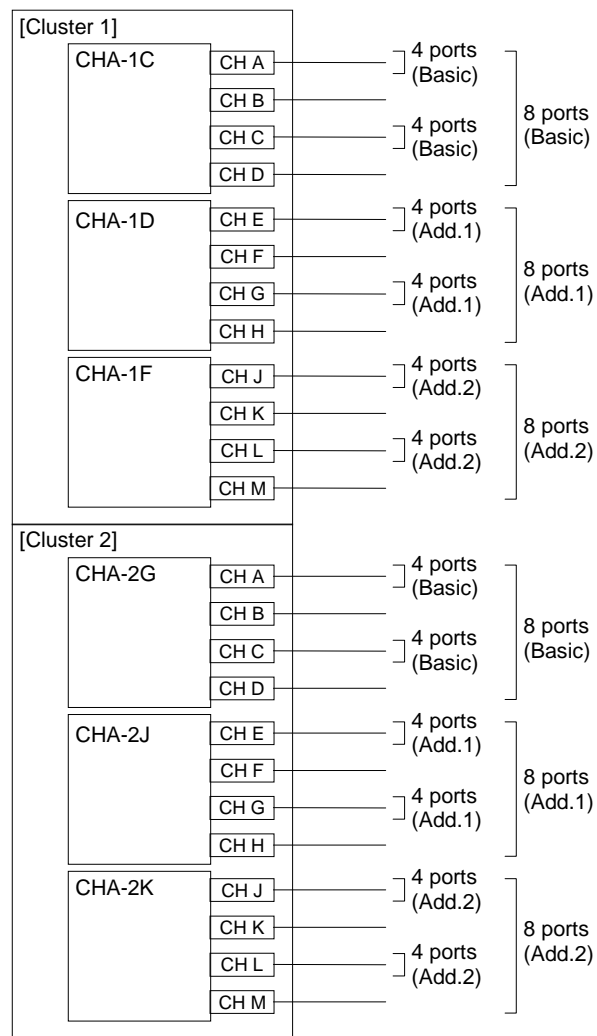 [Cluster 1]
CHA-1C
CH A
4 ports
(Basic)
CH B
CH C
4 ports
(Basic)
CH D
8 ports
(Basic)
CHA-1D
CH E
4 ports
(Add.1)
CH F
CH G
4 ports
(Add.1)
CH H
8 ports
(Add.1)
CHA-1F
CH J
4 ports
(Add.2)
CH K
CH L
4 ports
(Add.2)
CH M
8 ports
(Add.2)
[Cluster 2]
CHA-2G
CH A
4 ports
(Basic)
CH B
CH C
4 ports
(Basic)
CH D
8 ports
(Basic)
CHA-2J
CH E
4 ports
(Add.1)
CH F
CH G
4 ports
(Add.1)
CH H
8 ports
(Add.1)
CHA-2K
CH J
4 ports
(Add.2)
CH K
CH L
4 ports
(Add.2)
CH M
8 ports
(Add.2)